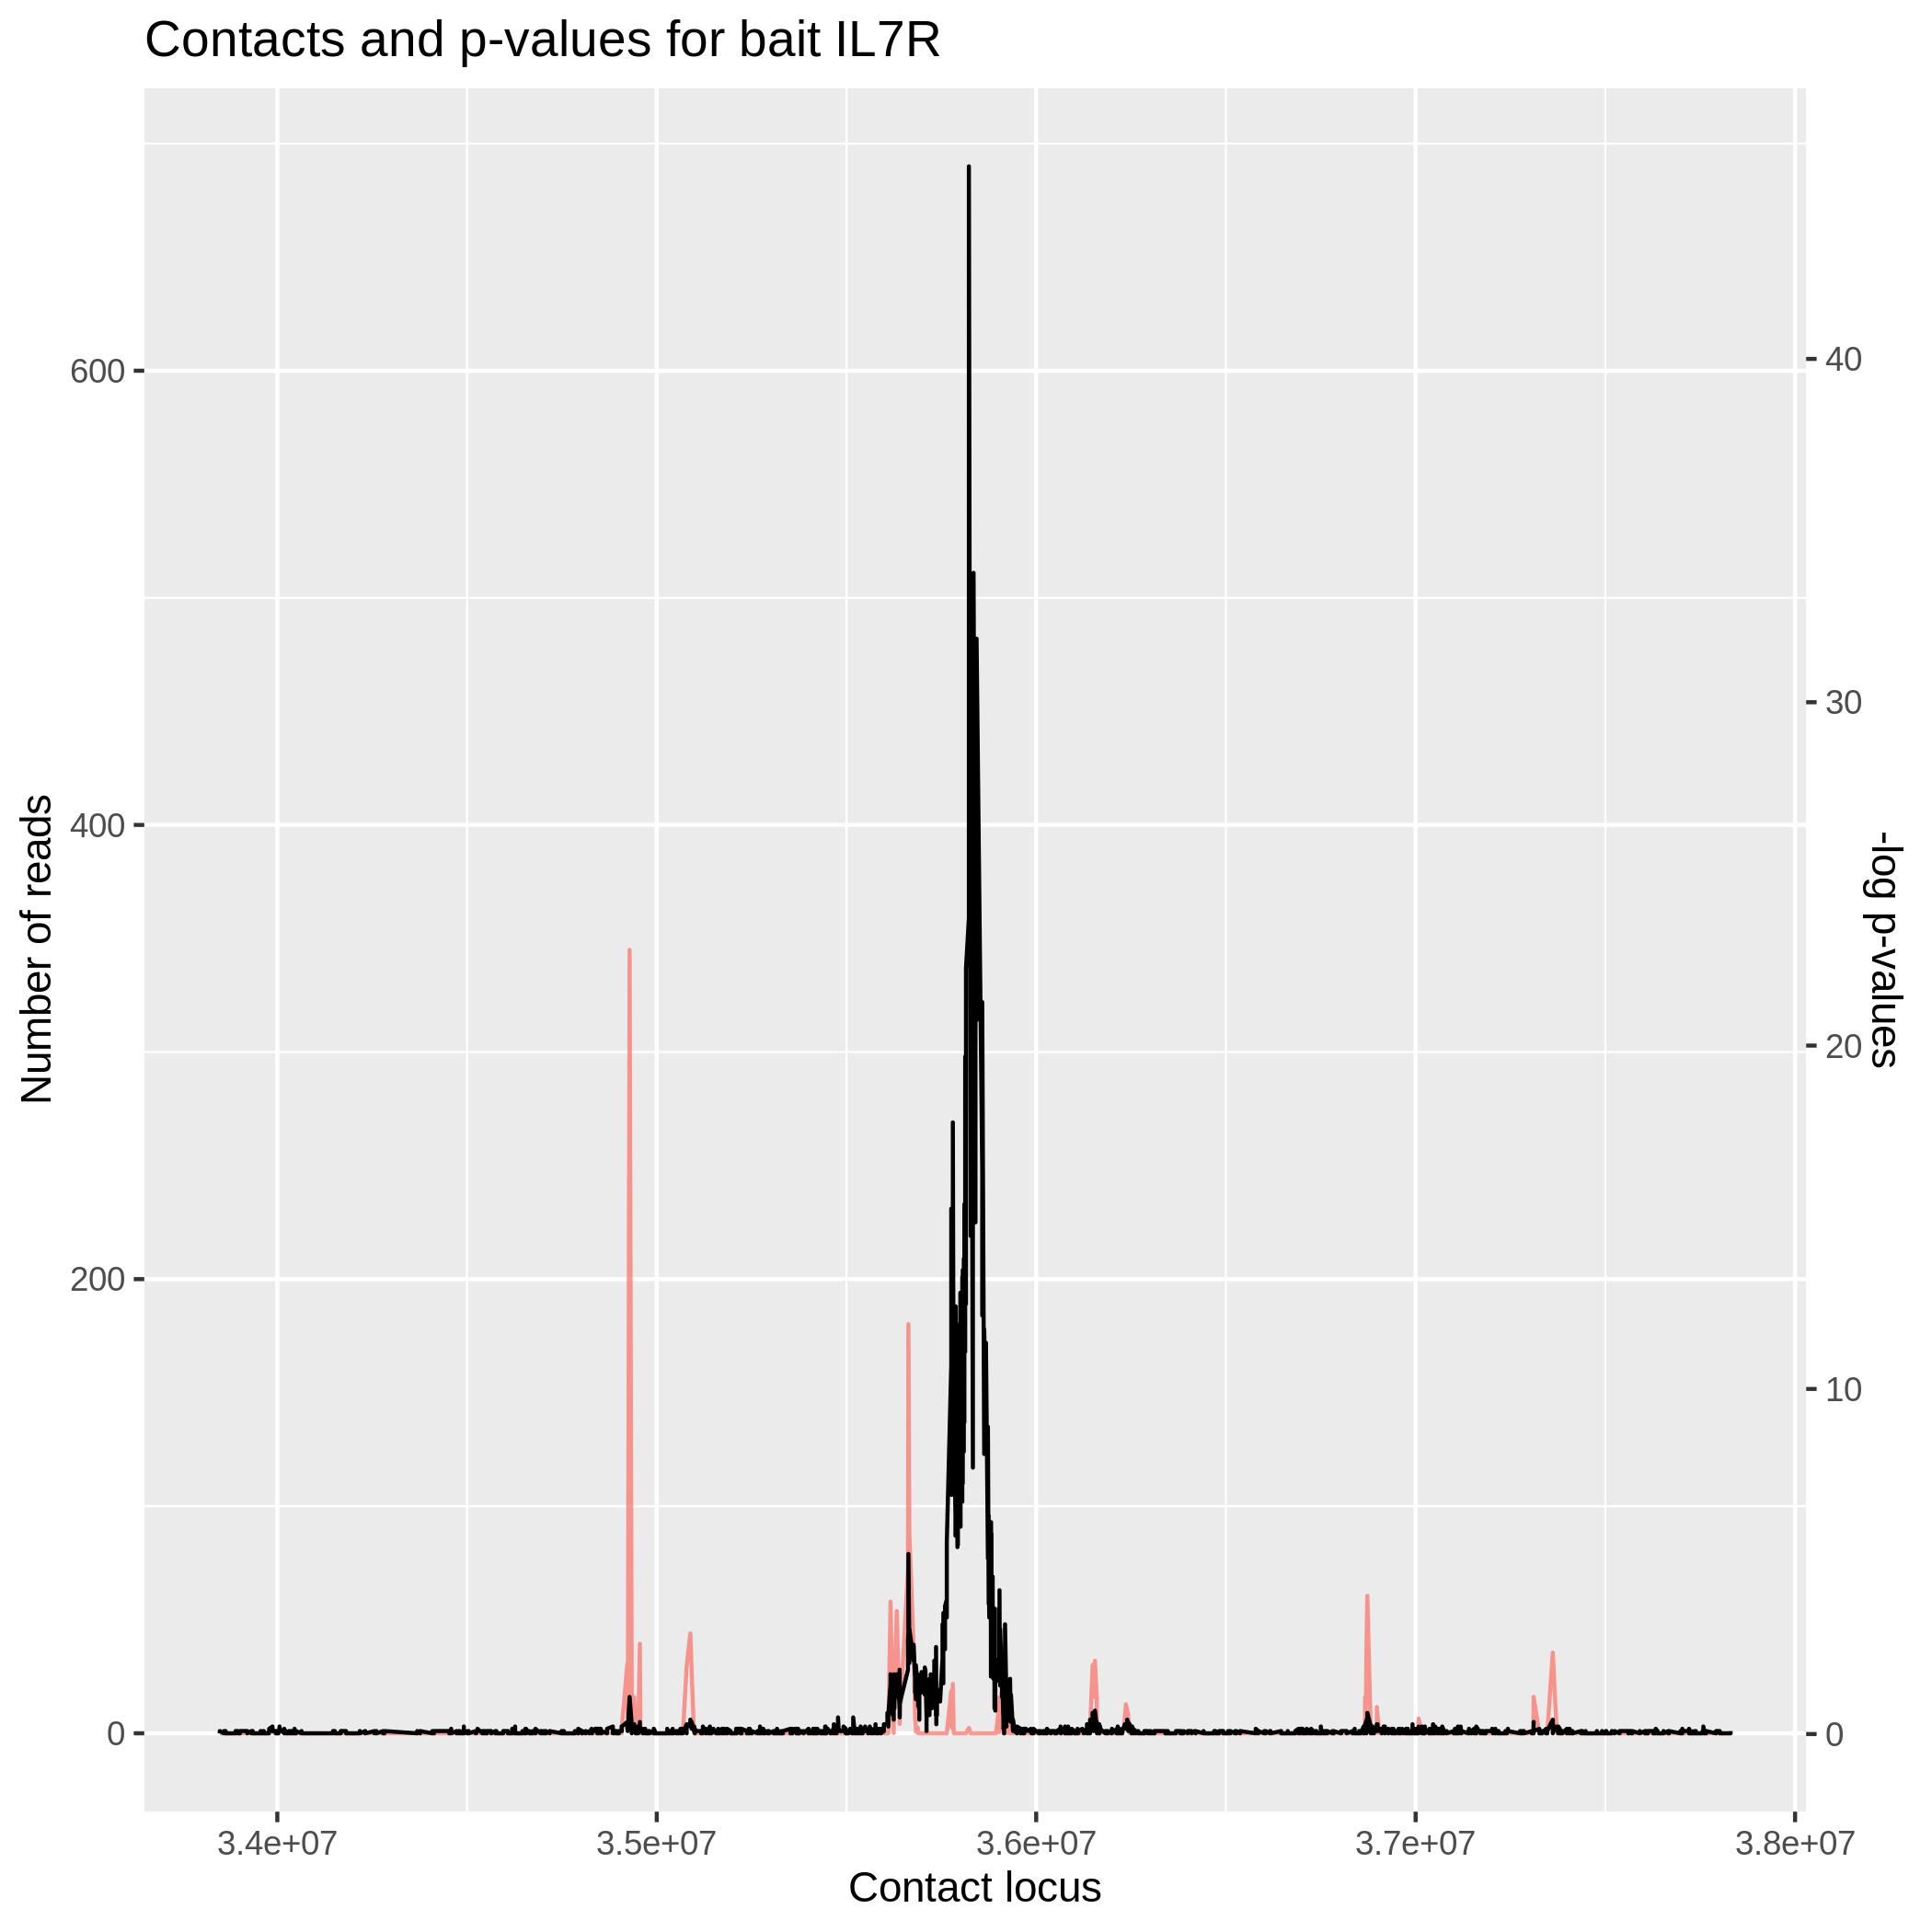 Contacts and p-values for bait IL7R
Number of reads
600
400
200
0
40
30
20
10
0
-log p-values
3.4e+07
3.5e+07
3.6e+07
3.7e+07
3.8e+07
Contact locus